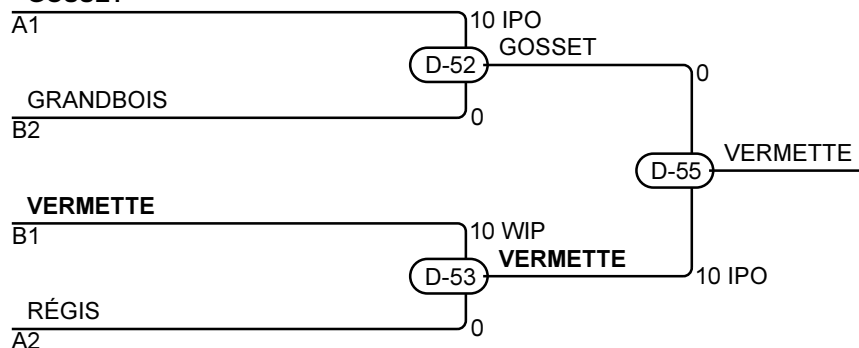 A1
10 IPO
GOSSET
D-52
0
GRANDBOIS
0
B2
VERMETTE
D-55
VERMETTE
B1
10 WIP
VERMETTE
D-53
10 IPO
RÉGIS
0
A2